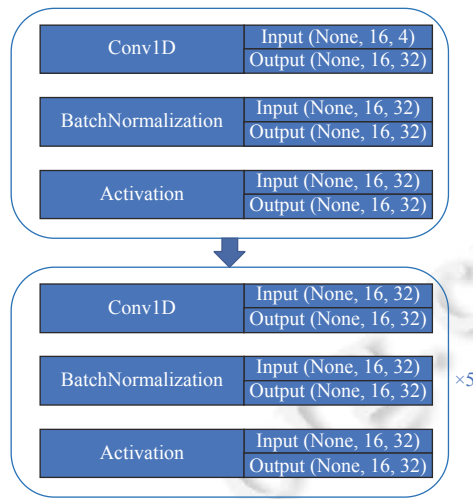 Conv1D
Input (None, 16, 4)
Output (None, 16, 32)
BatchNormalization
Input (None, 16, 32)
Output (None, 16, 32)
Activation
Input (None, 16, 32)
Output (None, 16, 32)
Conv1D
Input (None, 16, 32)
Output (None, 16, 32)
BatchNormalization
Input (None, 16, 32)
Output (None, 16, 32)
×5
Activation
Input (None, 16, 32)
Output (None, 16, 32)